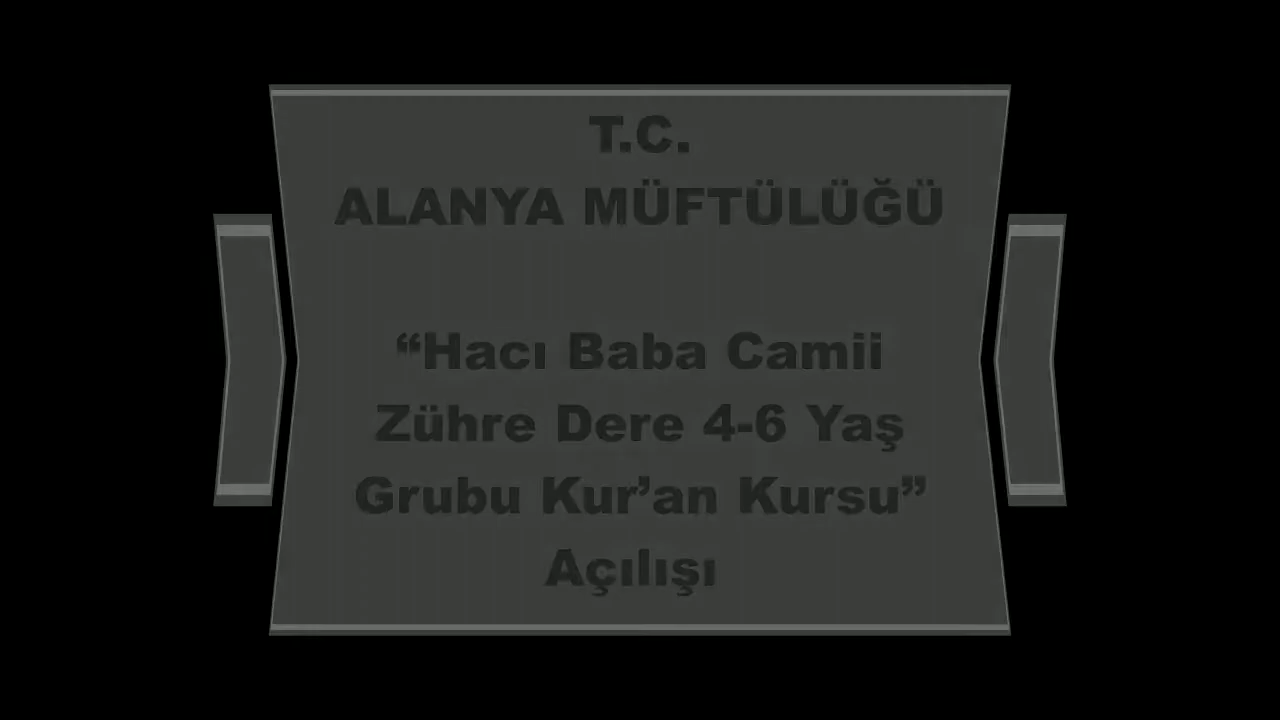 T.C.
ALANYA MÜFTÜLÜĞÜ
“Hacı Baba Camii
Zühre Dere 4-6 Yaş
Grubu Kur’an Kursu”
Açılışı